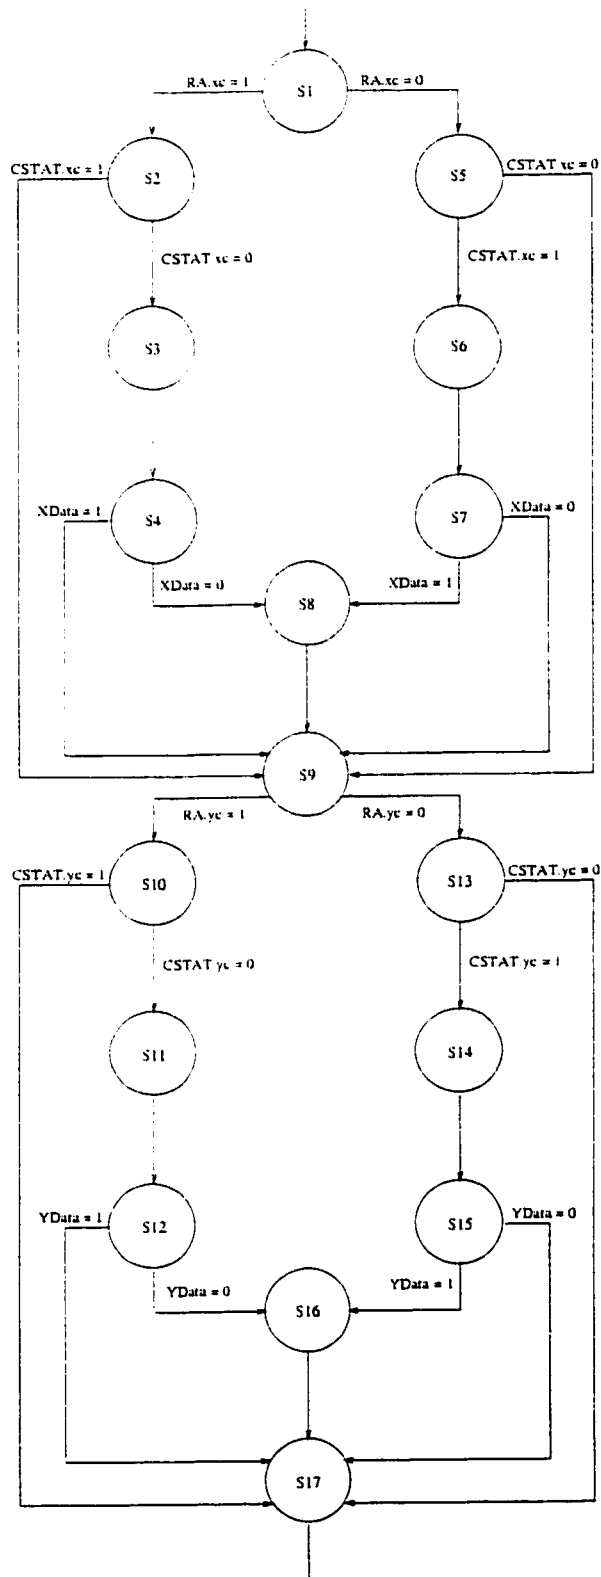 RA.xc = 1
S1
RA.xc = 0
CSTAT.xc = 1
S2
S5
CSTAT.xc = 0
CSTAT.xc = 0
CSTAT.xc = 1
S3
S6
XData = 1
S4
S7
XData = 0
XData = 0
S8
XData = 1
S9
RA.yc = 1
RA.yc = 0
CSTAT.yc = 1
S10
S13
CSTAT.yc = 0
CSTAT.yc = 0
CSTAT.yc = 1
S11
S14
YData = 1
S12
S15
YData = 0
YData = 0
S16
YData = 1
S17